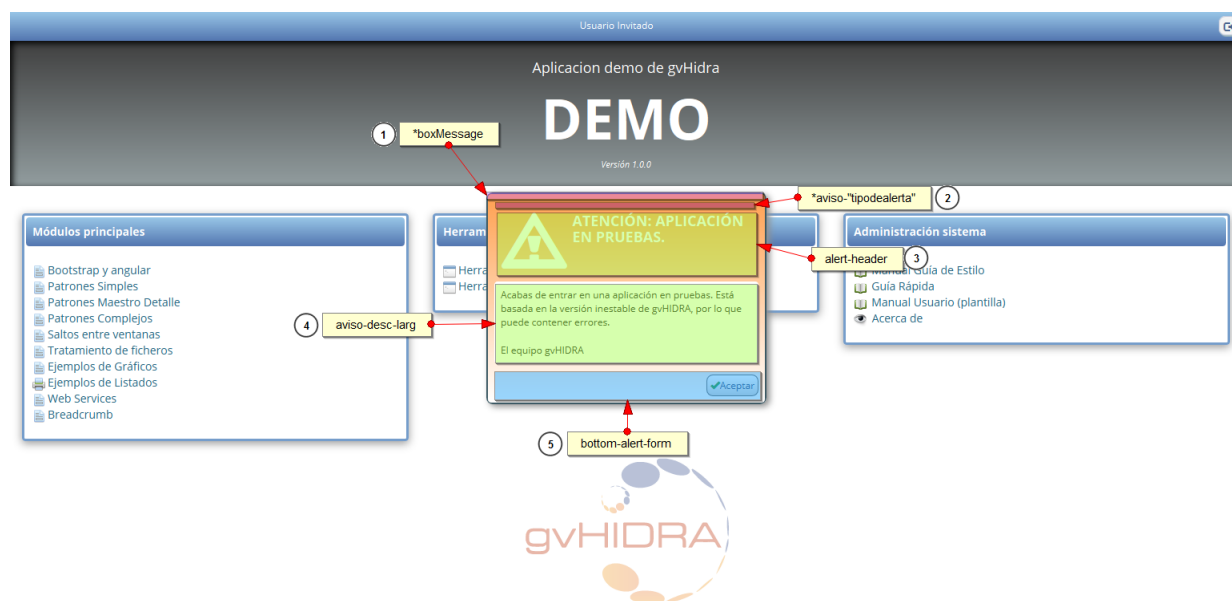 Usuario Invitado
Aplicacion demo de gvHidra
DEMO
Versión 1.0.0
1 *boxMessage
*aviso-"tipodealerta" 2
alert-header 3
4 aviso-desc-larg
5 bottom-alert-form
ATENCIÓN: APLICACIÓN
EN PRUEBAS.
Acabas de entrar en una aplicación en pruebas. Está
basada en la versión inestable de gvHIDRA, por lo que
puede contener errores.
El equipo gvHIDRA
Aceptar
Módulos principales
Bootstrap y angular
Patrones Simples
Patrones Maestro Detalle
Patrones Complejos
Saltos entre ventanas
Tratamiento de ficheros
Ejemplos de Gráficos
Ejemplos de Listados
Web Services
Breadcrumb
Herram
Herra
Herra
Administración sistema
Manual Guía de Estilo
Guía Rápida
Manual Usuario (plantilla)
Acerca de
gvHIDRA